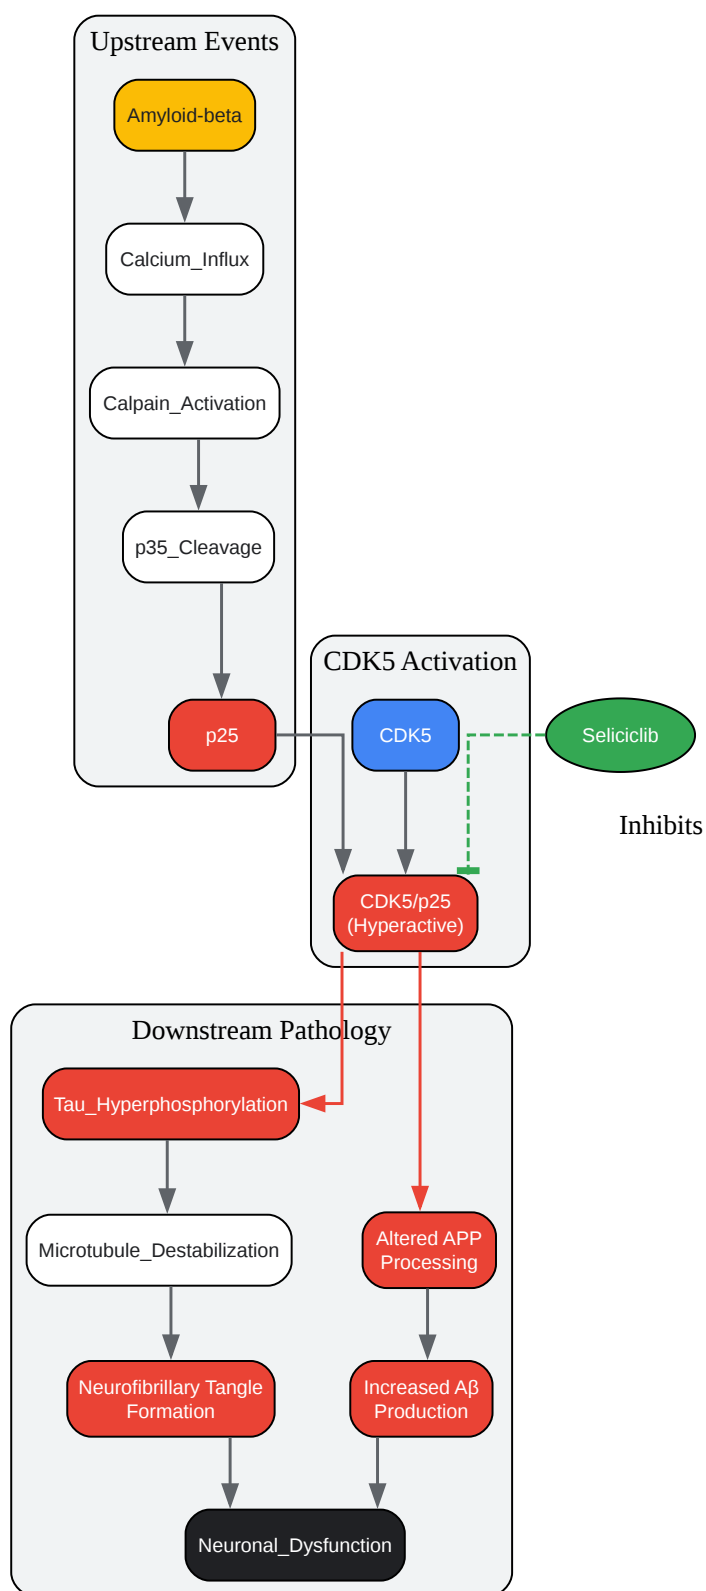 Upstream Events
Amyloid-beta
Calcium_Influx
Calpain_Activation
p35_Cleavage
p25
CDK5 Activation
CDK5
Seliciclib
Inhibits
CDK5/p25
(Hyperactive)
Downstream Pathology
Tau_Hyperphosphorylation
Microtubule_Destabilization
Altered APP
Processing
Neurofibrillary Tangle
Formation
Increased Aβ
Production
Neuronal_Dysfunction